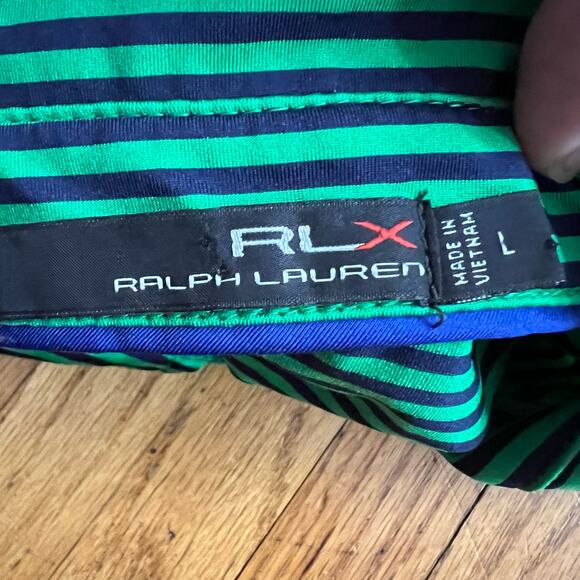 RLX
RALPH LAUREN
MADE IN
VIETNAM
L